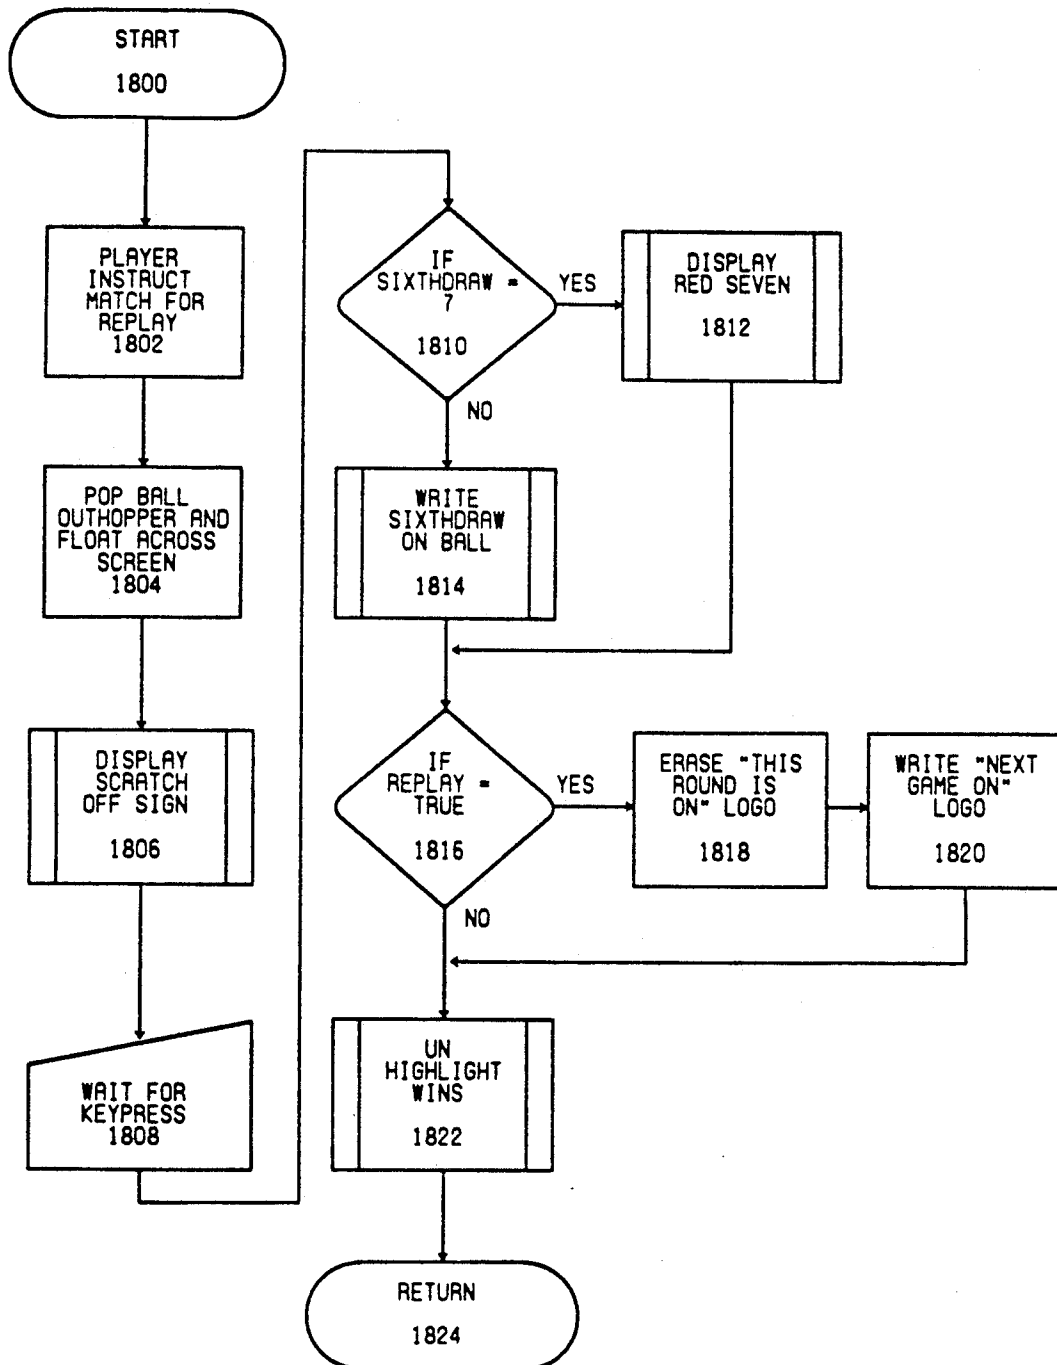 START
1800
PLAYER
INSTRUCT
MATCH FOR
REPLAY
1802
POP BALL
OUTHOPPER AND
FLOAT ACROSS
SCREEN
1804
DISPLAY
SCRATCH
OFF SIGN
1806
WAIT FOR
KEYPRESS
1808
IF
SIXTHDRAW =
7
1810
YES
NO
DISPLAY
RED SEVEN
1812
WRITE
SIXTHDRAW
ON BALL
1814
IF
REPLAY =
TRUE
1816
YES
NO
ERASE "THIS
ROUND IS
ON" LOGO
1818
WRITE "NEXT
GAME ON"
LOGO
1820
UN
HIGHLIGHT
WINS
1822
RETURN
1824